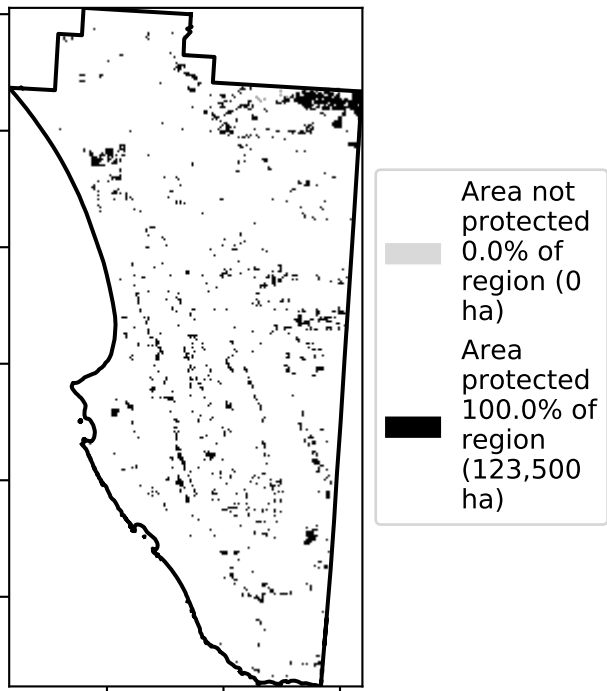 Area not
protected
0.0% of
region (0
ha)
Area
protected
100.0% of
region
(123,500
ha)